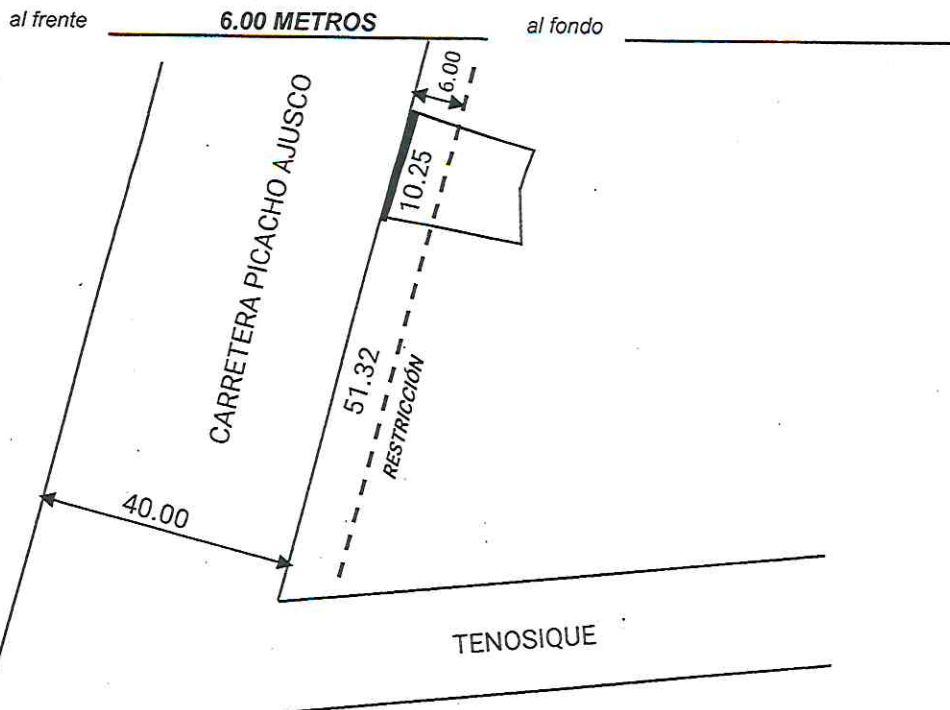 al frente 6.00 METROS al fondo
6.00
CARRETERA PICACHO AJUSCO
10.25
51.32
RESTRICCIÓN
40.00
TENOSIQUE